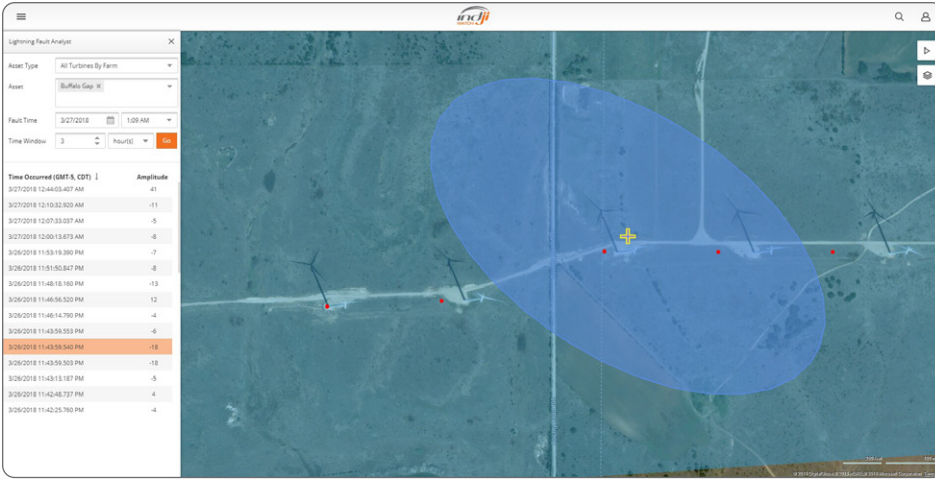 indji
WATCH
Lightning Fault Analyst
Asset Type All Turbines By Farm
Asset Buffalo Gap ×
Fault Time 3/27/2018 1:09 AM
Time Window 3 hour(s) Go
Time Occurred (GMT-5, CDT) ↓ Amplitude
3/27/2018 12:44:03.407 AM 41
3/27/2018 12:10:32.920 AM -11
3/27/2018 12:07:33.037 AM -5
3/27/2018 12:00:13.673 AM -8
3/26/2018 11:53:19.390 PM -7
3/26/2018 11:51:50.847 PM -8
3/26/2018 11:48:18.160 PM -13
3/26/2018 11:46:56.520 PM 12
3/26/2018 11:46:14.790 PM -4
3/26/2018 11:43:59.553 PM -6
3/26/2018 11:43:59.540 PM -18
3/26/2018 11:43:59.503 PM -18
3/26/2018 11:43:13.187 PM -5
3/26/2018 11:42:48.737 PM 4
3/26/2018 11:42:25.760 PM -4